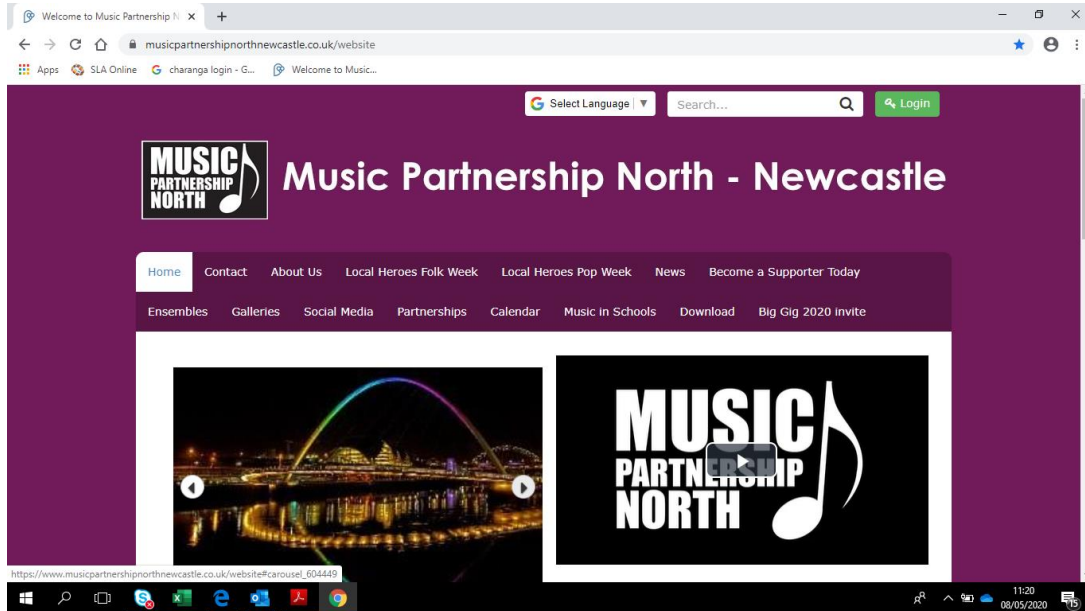 Welcome to Music Partnership N
musicpartnershipnorthnewcastle.co.uk/website
Apps SLA Online charanga login - G... Welcome to Music...
Select Language ▼ Search... Login
MUSIC
PARTNERSHIP
NORTH
Music Partnership North - Newcastle
Home Contact About Us Local Heroes Folk Week Local Heroes Pop Week News Become a Supporter Today
Ensembles Galleries Social Media Partnerships Calendar Music in Schools Download Big Gig 2020 invite
MUSIC
PARTNERSHIP
NORTH
https://www.musicpartnershipnorthnewcastle.co.uk/website#carousel_604449
11:20
08/05/2020
15